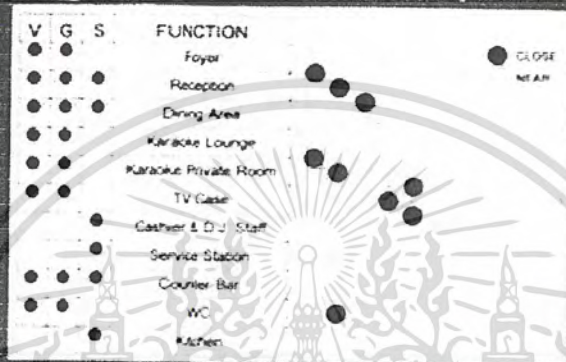 V G S FUNCTION
Foyer
CLOSE
NEAR
Reception
Dining Area
Karaoke Lounge
Karaoke Private Room
TV Case
Cashier & D.J. Staff
Service Station
Counter Bar
WC
Kitchen